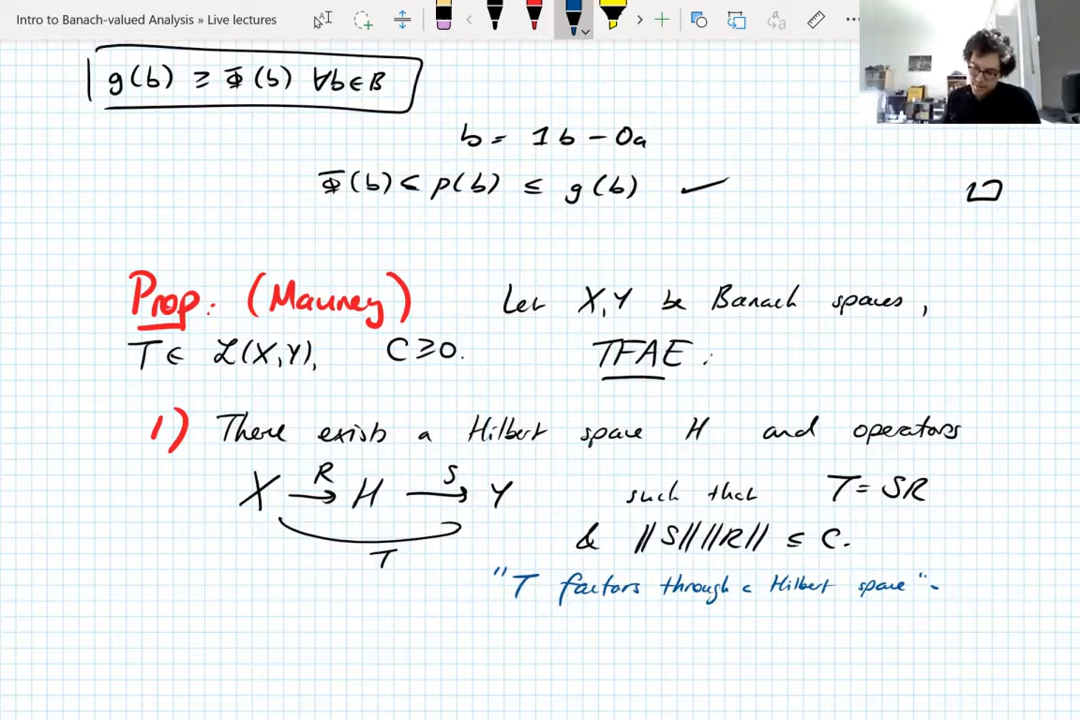 Intro to Banach-valued Analysis » Live lectures
g(b) ≥ Φ(b) ∀b∈B
b = 1b - 0a
Φ(b) < p(b) ≤ g(b) ✓ □
Prop. (Maurey) Let X, Y be Banach spaces,
T ∈ ℒ(X,Y), C ≥ 0. TFAE:
1) There exists a Hilbert space H and operators
X →R H →S Y such that T = SR
T & ||S|| ||R|| ≤ C.
"T factors through a Hilbert space".